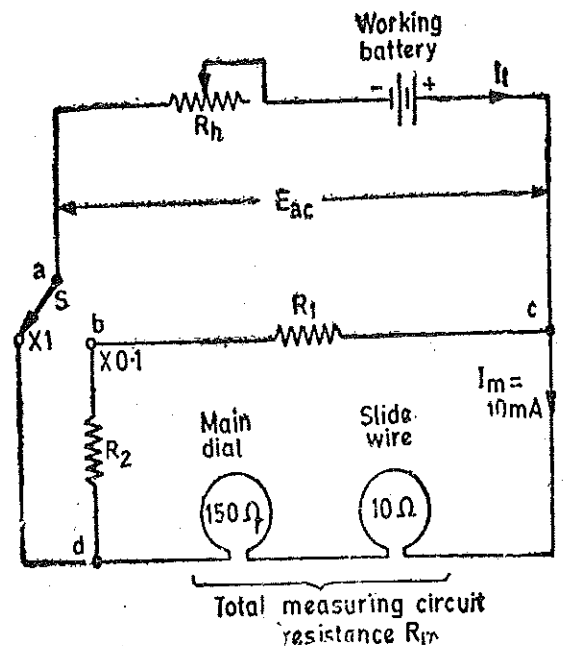 Working
battery
- +
I₁
Rh
Eac
a
S
X1
b
X0·1
R₁
c
Im =
10mA
R₂
Main
dial
Slide
wire
150Ω
10Ω
d
Total measuring circuit
resistance Rm